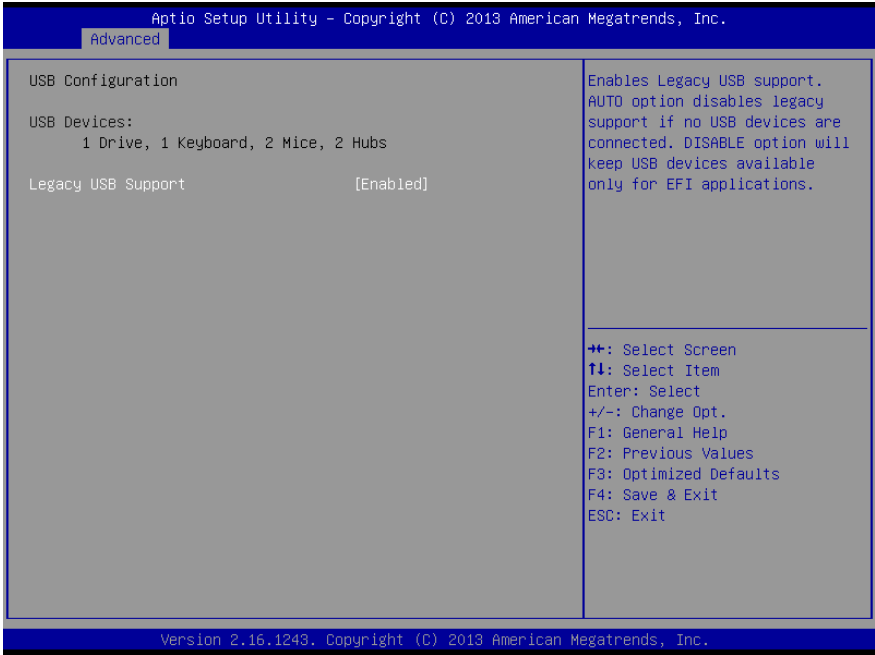 Aptio Setup Utility – Copyright (C) 2013 American Megatrends, Inc.
Advanced
USB Configuration
USB Devices:
1 Drive, 1 Keyboard, 2 Mice, 2 Hubs
Legacy USB Support [Enabled]
Enables Legacy USB support.
AUTO option disables legacy
support if no USB devices are
connected. DISABLE option will
keep USB devices available
only for EFI applications.
→←: Select Screen
↑↓: Select Item
Enter: Select
+/-: Change Opt.
F1: General Help
F2: Previous Values
F3: Optimized Defaults
F4: Save & Exit
ESC: Exit
Version 2.16.1243. Copyright (C) 2013 American Megatrends, Inc.